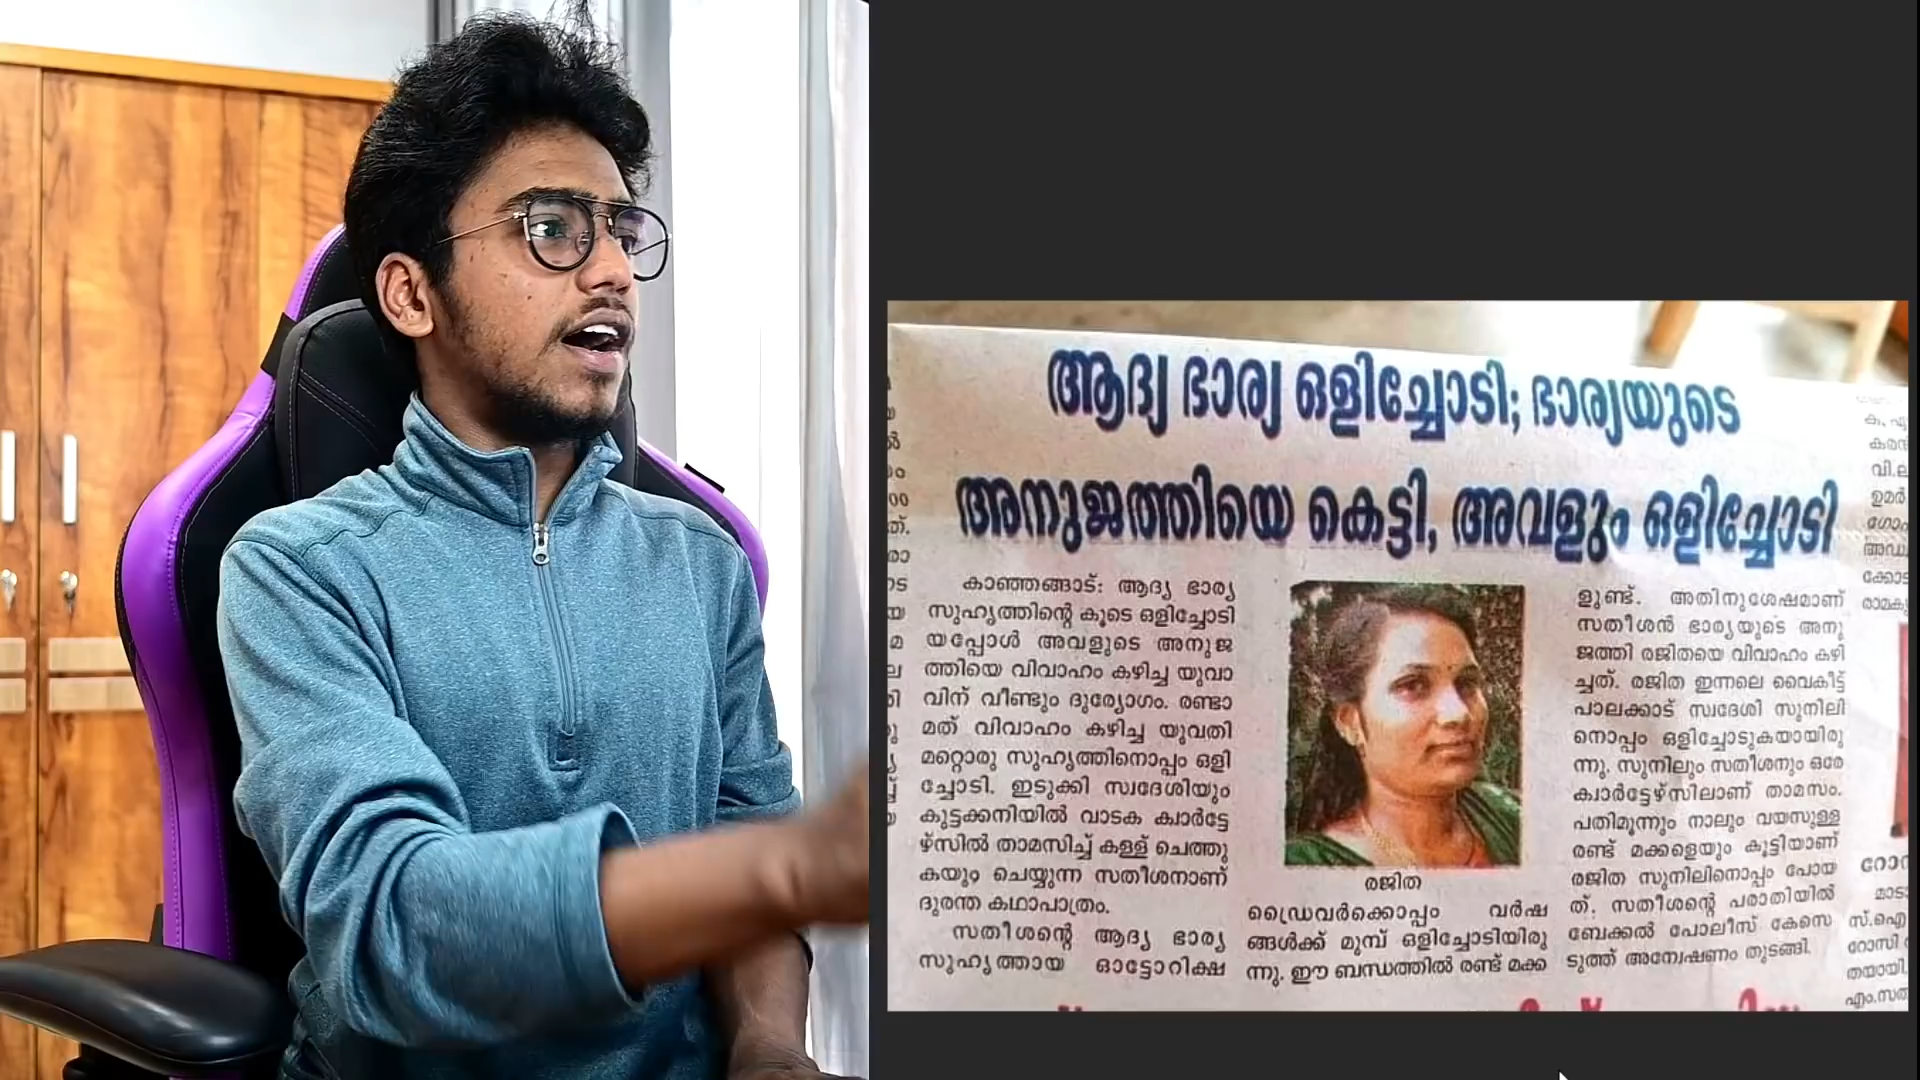 ആദ്യ ഭാര്യ ഒളിച്ചോടി; ഭാര്യയുടെ
അനുജത്തിയെ കെട്ടി, അവളും ഒളിച്ചോടി
കാഞ്ഞങ്ങാട്: ആദ്യ ഭാര്യ
സുഹൃത്തിന്റെ കൂടെ ഒളിച്ചോടി
യപ്പോൾ അവളുടെ അനുജ
ത്തിയെ വിവാഹം കഴിച്ച യുവാ
വിന് വീണ്ടും ദുര്യോഗം. രണ്ടാ
മത് വിവാഹം കഴിച്ച യുവതി
മറ്റൊരു സുഹൃത്തിനൊപ്പം ഒളി
ച്ചോടി. ഇടുക്കി സ്വദേശിയും
കുട്ടക്കനിയിൽ വാടക ക്വാർട്ടേ
ഴ്സിൽ താമസിച്ച് കള്ള് ചെത്തു
കയും ചെയ്യുന്ന സതീശനാണ്
ദുരന്ത കഥാപാത്രം.
സതീശന്റെ ആദ്യ ഭാര്യ
സുഹൃത്തായ ഓട്ടോറിക്ഷ
രജിത
ഡ്രൈവർക്കൊപ്പം വർഷ
ങ്ങൾക്ക് മുമ്പ് ഒളിച്ചോടിയിരു
ന്നു. ഈ ബന്ധത്തിൽ രണ്ട് മക്ക
ളുണ്ട്. അതിനുശേഷമാണ്
സതീശൻ ഭാര്യയുടെ അനു
ജത്തി രജിതയെ വിവാഹം കഴി
ച്ചത്. രജിത ഇന്നലെ വൈകീട്ട്
പാലക്കാട് സ്വദേശി സുനിലി
നൊപ്പം ഒളിച്ചോടുകയായിരു
ന്നു. സുനിലും സതീശനും ഒരേ
ക്വാർട്ടേഴ്സിലാണ് താമസം.
പതിമൂന്നും നാലും വയസുള്ള
രണ്ട് മക്കളെയും കൂട്ടിയാണ്
രജിത സുനിലിനൊപ്പം പോയ
ത്. സതീശന്റെ പരാതിയിൽ
ബേക്കൽ പോലീസ് കേസെ
ടുത്ത് അന്വേഷണം തുടങ്ങി.